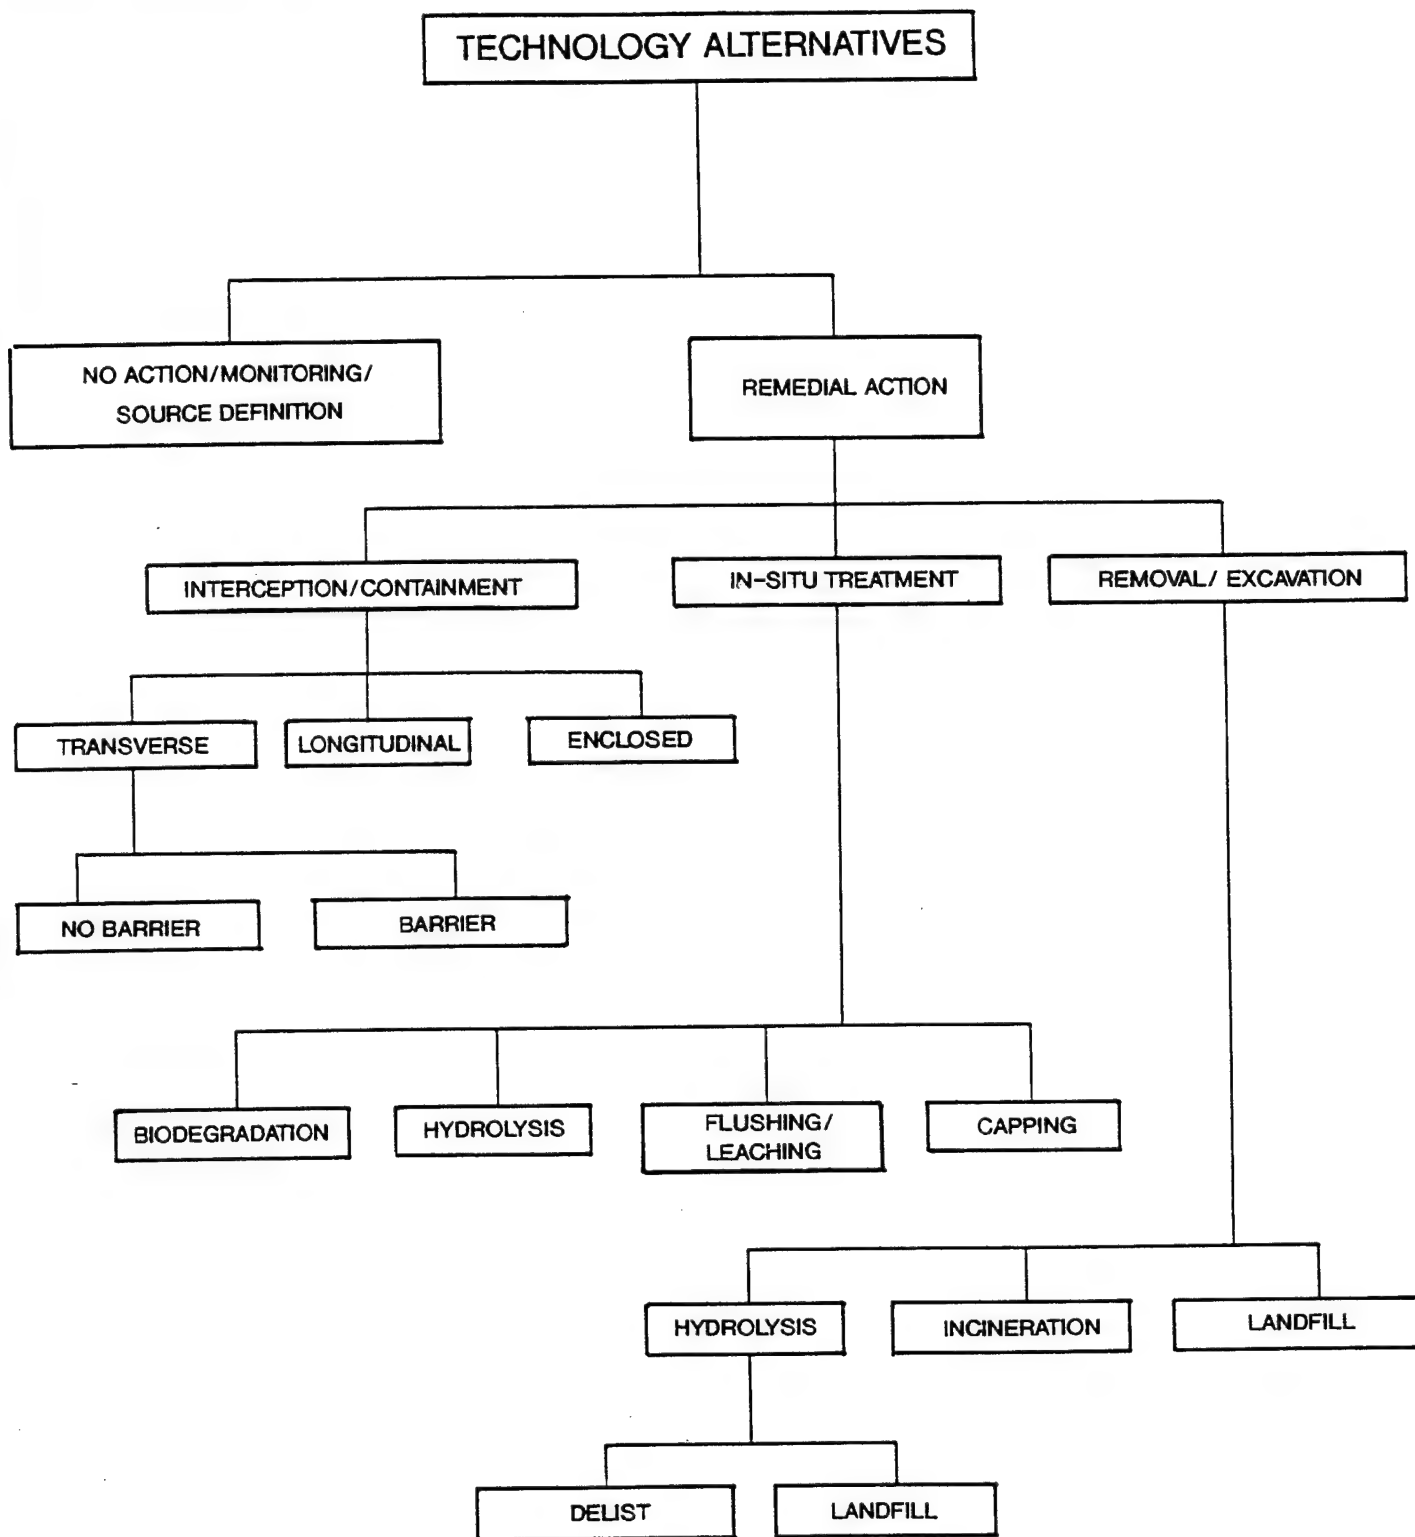 TECHNOLOGY ALTERNATIVES
NO ACTION/MONITORING/
SOURCE DEFINITION
REMEDIAL ACTION
INTERCEPTION/CONTAINMENT
IN-SITU TREATMENT
REMOVAL/ EXCAVATION
TRANSVERSE
LONGITUDINAL
ENCLOSED
NO BARRIER
BARRIER
BIODEGRADATION
HYDROLYSIS
FLUSHING/
LEACHING
CAPPING
HYDROLYSIS
INCINERATION
LANDFILL
DELIST
LANDFILL